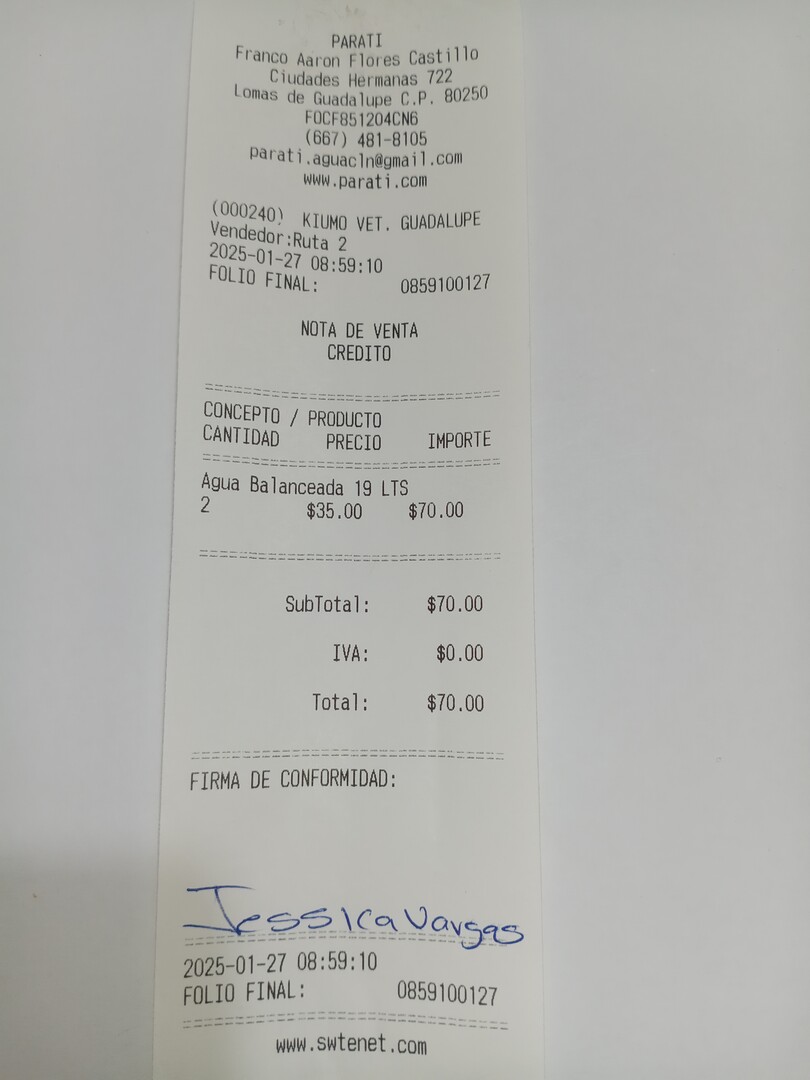 PARATI
Franco Aaron Flores Castillo
Ciudades Hermanas 722
Lomas de Guadalupe C.P. 80250
FOCF851204CN6
(667) 481-8105
parati.aguacln@gmail.com
www.parati.com
(000240) KIUMO VET. GUADALUPE
Vendedor:Ruta 2
2025-01-27 08:59:10
FOLIO FINAL: 0859100127
NOTA DE VENTA
CREDITO
CONCEPTO / PRODUCTO
CANTIDAD PRECIO IMPORTE
Agua Balanceada 19 LTS
2 $35.00 $70.00
SubTotal: $70.00
IVA: $0.00
Total: $70.00
FIRMA DE CONFORMIDAD:
Jessica Vargas
2025-01-27 08:59:10
FOLIO FINAL: 0859100127
www.swtenet.com